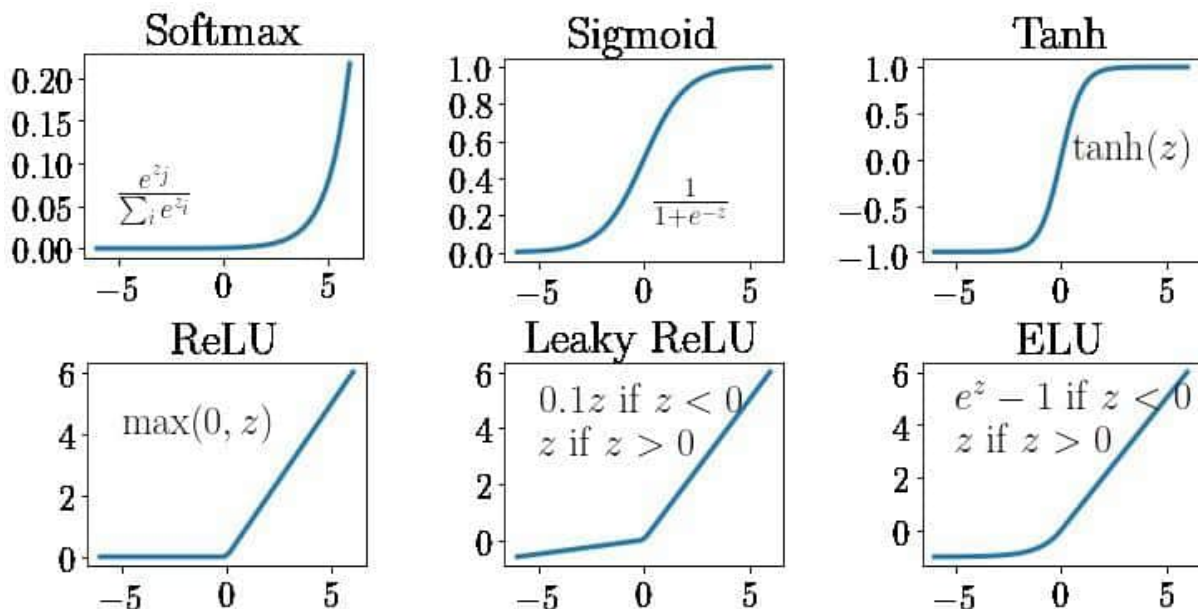 Softmax
0.20
0.15
0.10
0.05
0.00
e^{z_j} / ∑_i e^{z_i}
−5 0 5
Sigmoid
1.0
0.8
0.6
0.4
0.2
0.0
1 / 1+e^{−z}
−5 0 5
Tanh
1.0
0.5
0.0
−0.5
−1.0
tanh(z)
−5 0 5
ReLU
6
4
2
0
max(0, z)
−5 0 5
Leaky ReLU
6
4
2
0
0.1z if z < 0
z if z > 0
−5 0 5
ELU
6
4
2
0
e^z − 1 if z < 0
z if z > 0
−5 0 5